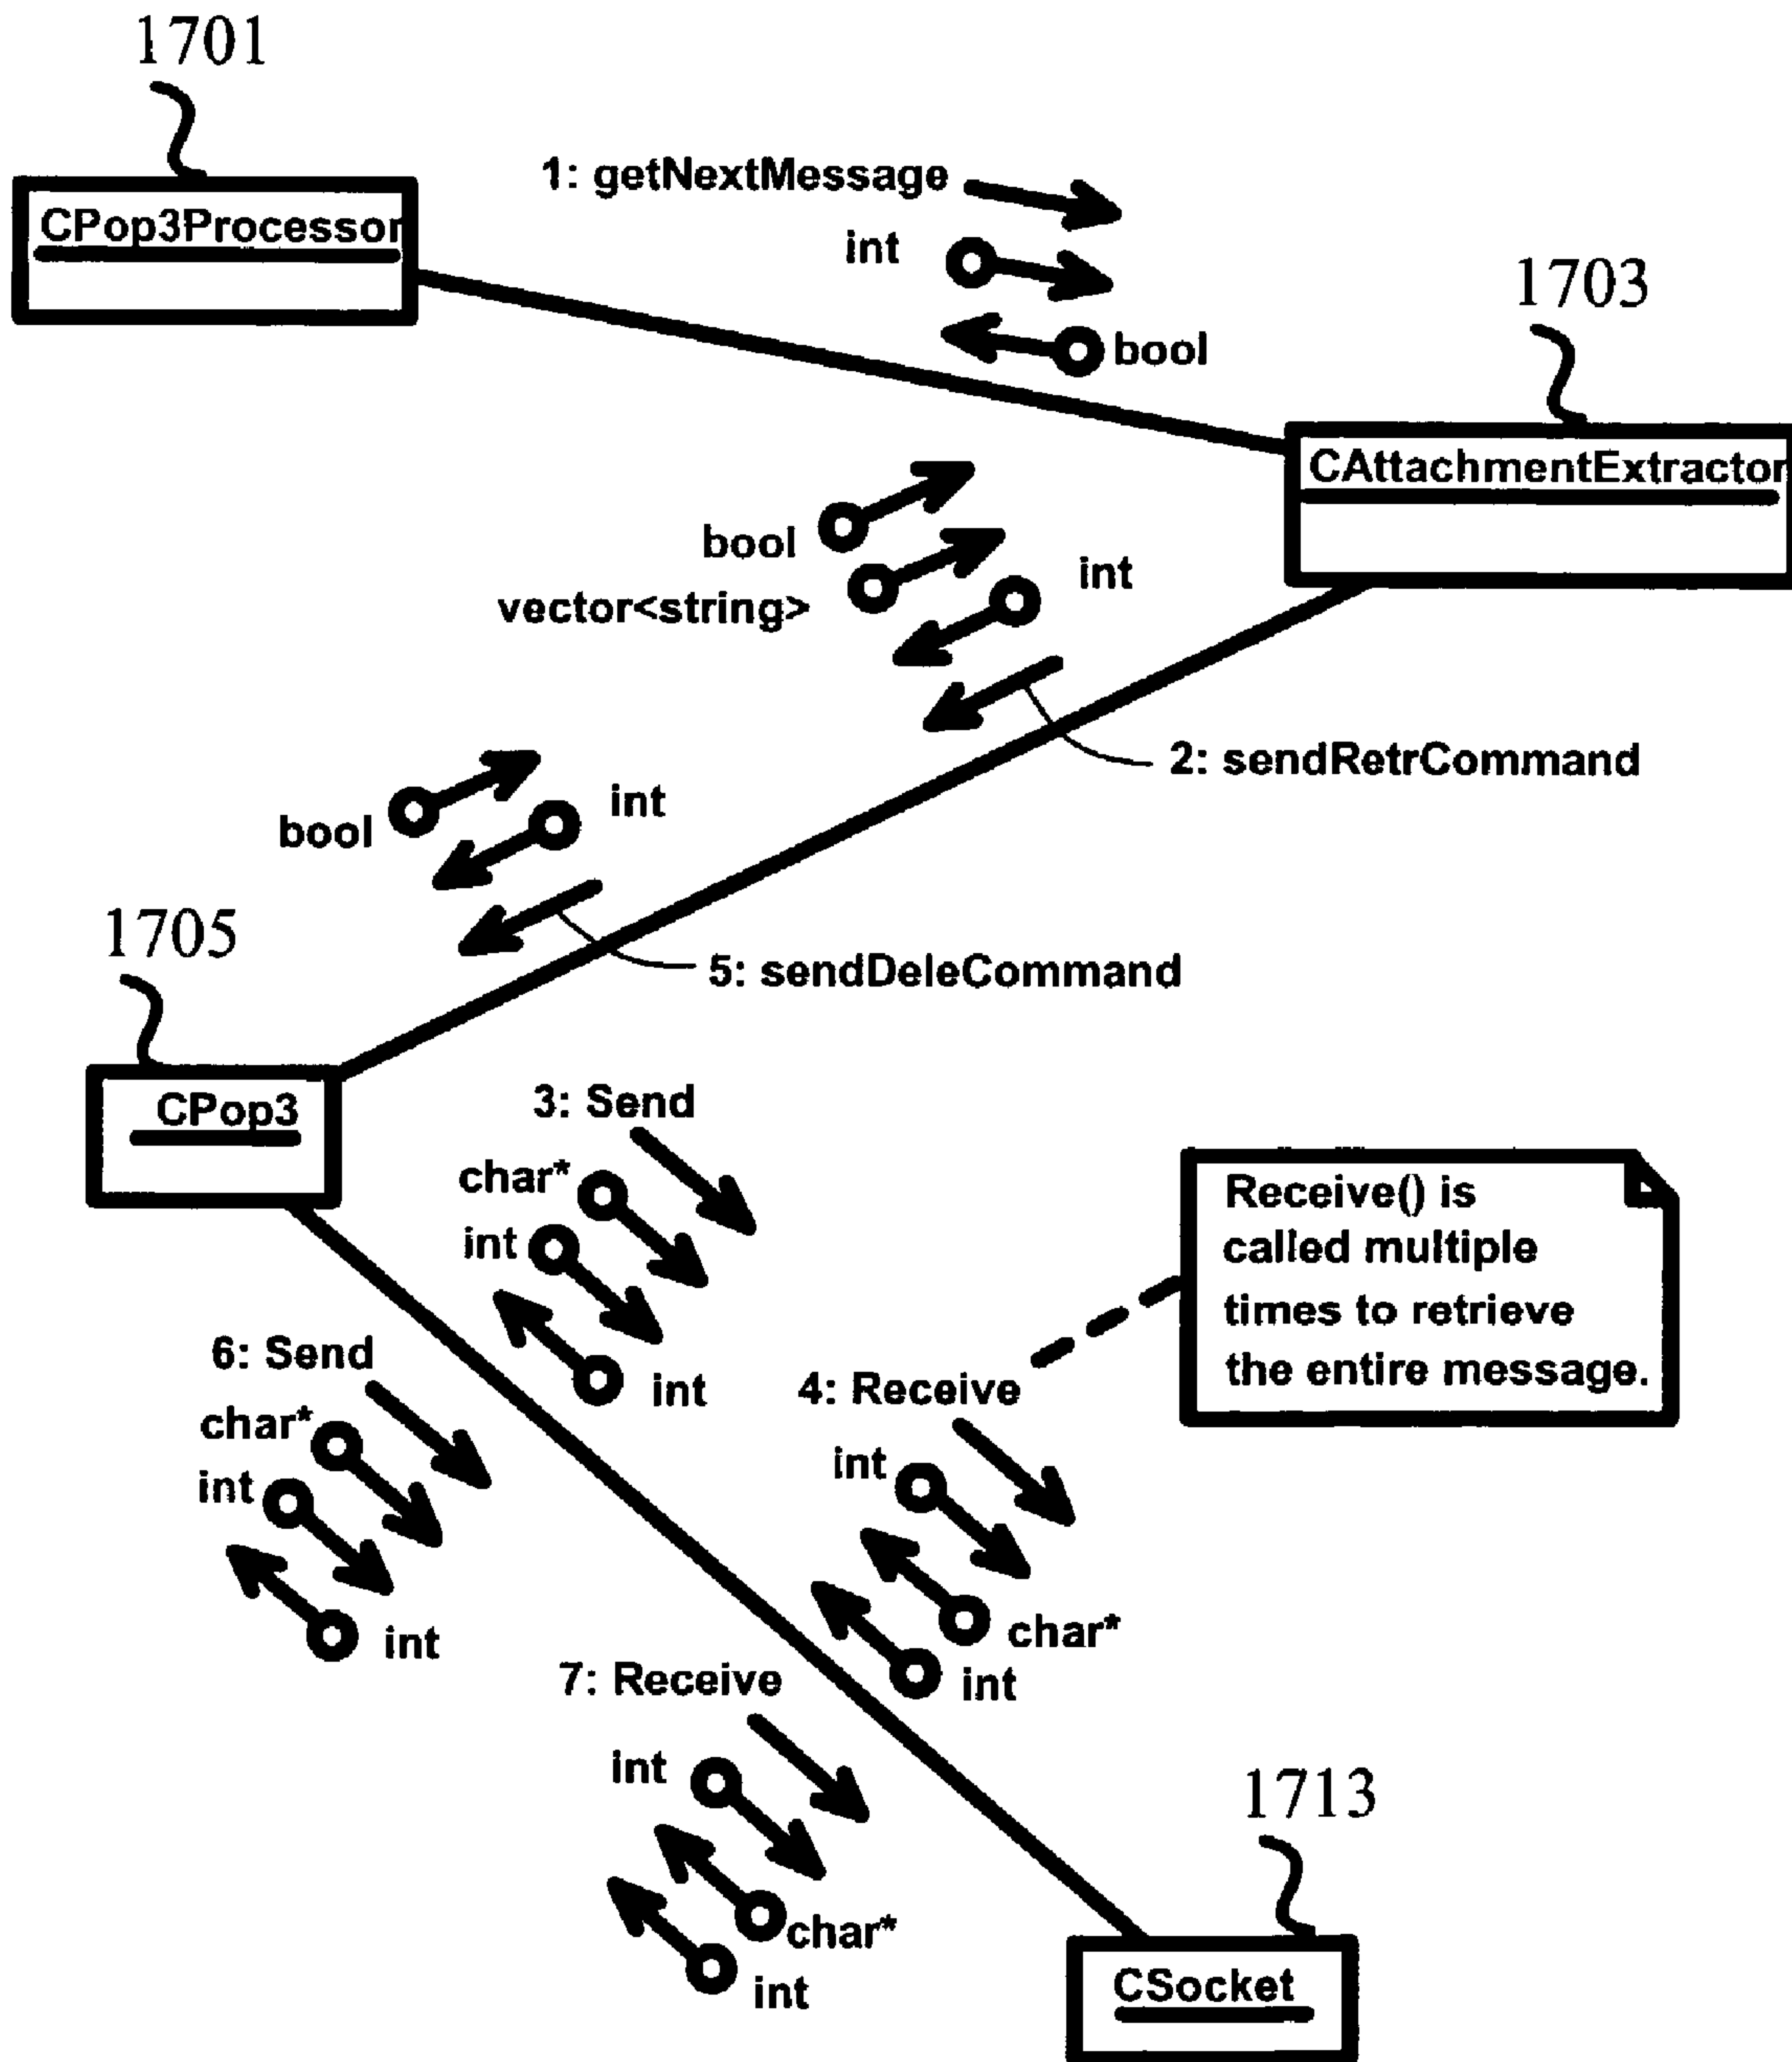 1701
1: getNextMessage
CPop3Processor
int
1703
bool
CAttachmentExtractor
bool
int
vector<string>
2: sendRetrCommand
int
bool
1705
5: sendDeleCommand
CPop3
3: Send
char*
int
int
Receive() is
called multiple
times to retrieve
the entire message.
6: Send
char*
int
int
4: Receive
int
char*
int
7: Receive
int
char*
int
1713
CSocket